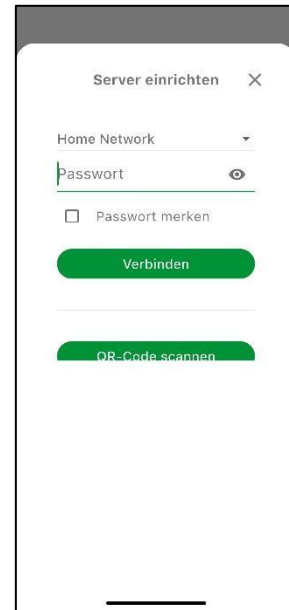 Server einrichten
Home Network
Passwort
Passwort merken
Verbinden
QR-Code scannen